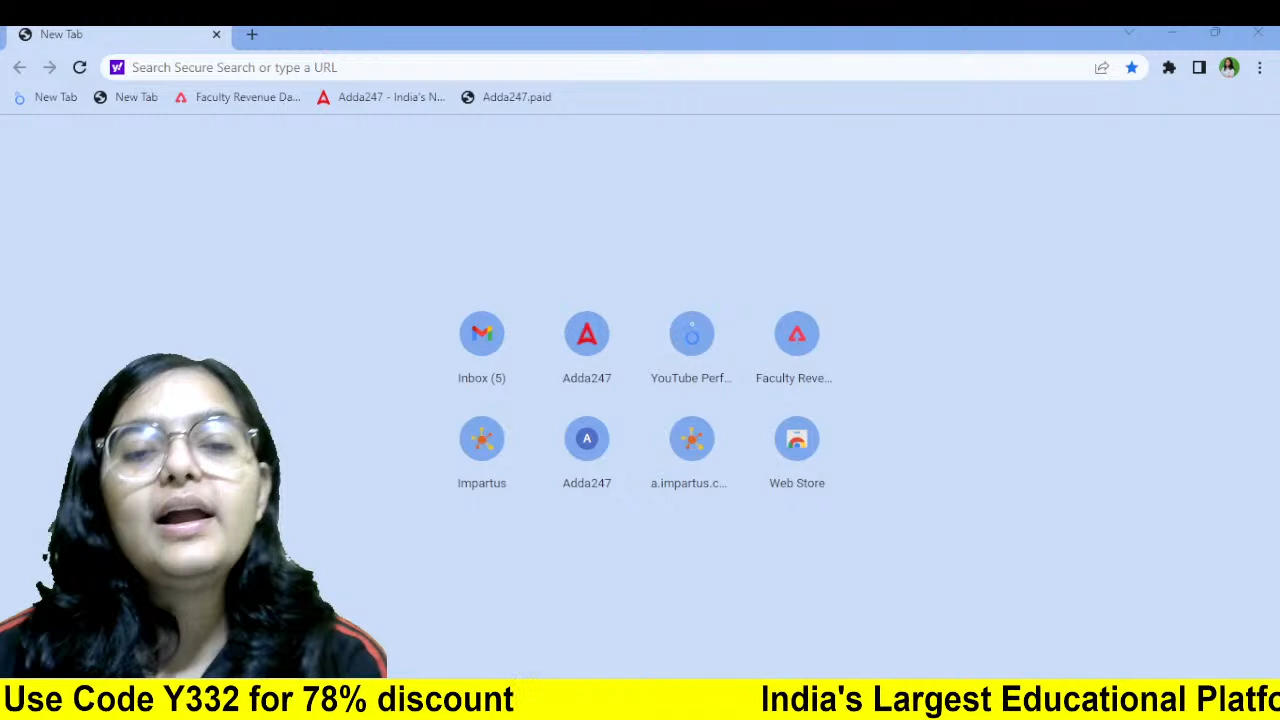 New Tab
Search Secure Search or type a URL
New Tab
New Tab
Faculty Revenue Da...
Adda247 - India's N...
Adda247.paid
Inbox (5)
Adda247
YouTube Perf...
Faculty Reve...
A
Impartus
Adda247
a.impartus.c...
Web Store
Use Code Y332 for 78% discount
India's Largest Educational Platfo